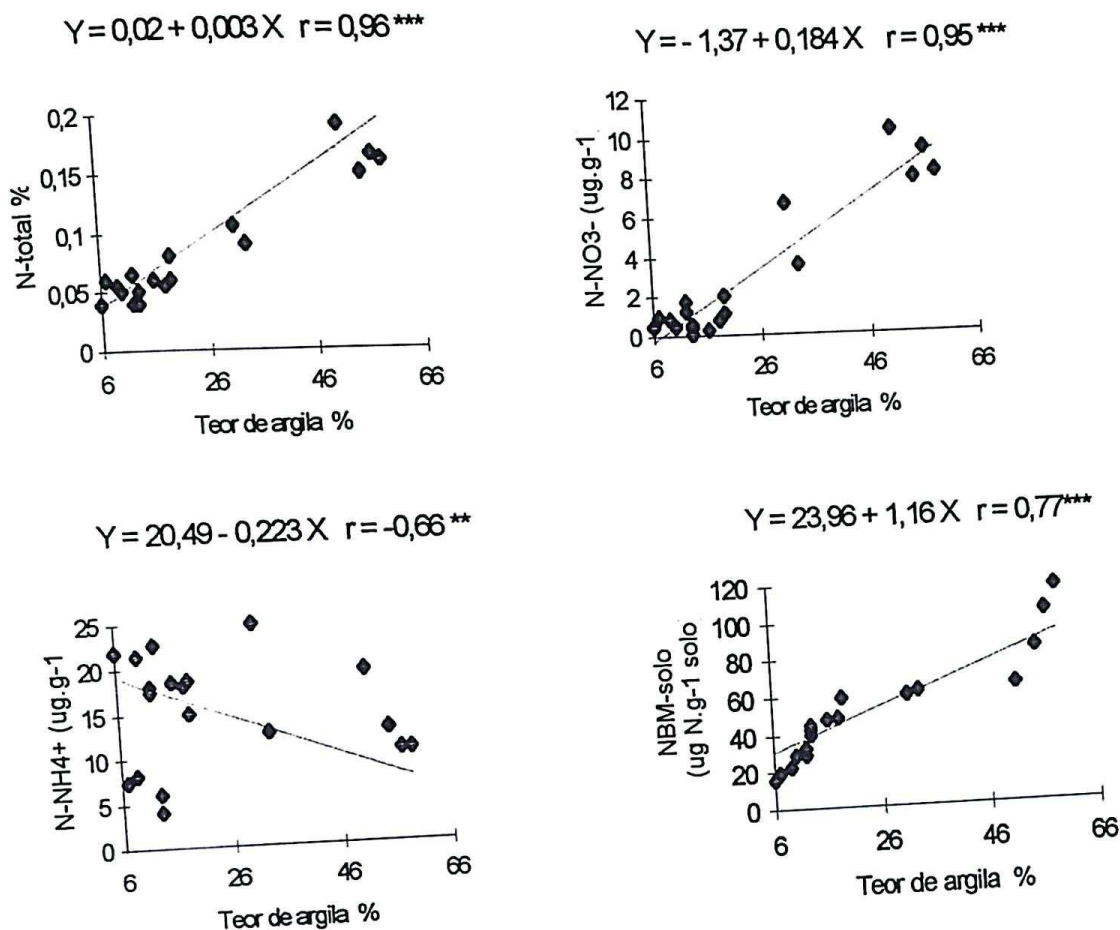 Y = 0,02 + 0,003 X r = 0,96 ***
N-total %
0,2
0,15
0,1
0,05
0
6 26 46 66
Teor de argila %
Y = - 1,37 + 0,184 X r = 0,95 ***
N-NO3- (ug.g-1
12
10
8
6
4
2
0
6 26 46 66
Teor de argila %
Y = 20,49 - 0,223 X r = -0,66 **
N-NH4+ (ug.g-1
25
20
15
10
5
0
6 26 46 66
Teor de argila %
Y = 23,96 + 1,16 X r = 0,77***
NBM-solo
(ug N.g-1 solo
120
100
80
60
40
20
0
6 26 46 66
Teor de argila %